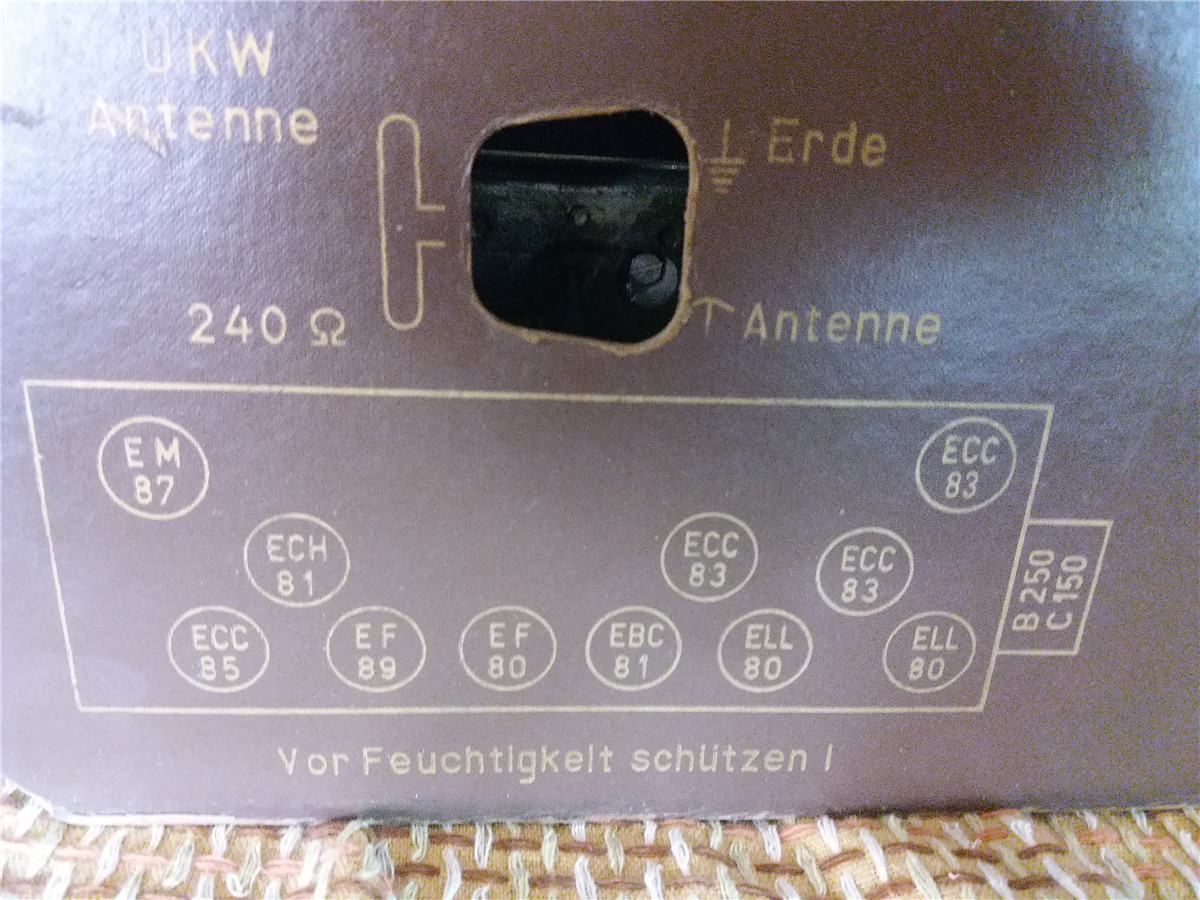 UKW
Antenne
Erde
240 Ω
Antenne
EM
87
ECC
83
ECH
81
ECC
83
ECC
83
B 250
C 150
ECC
85
EF
89
EF
80
EBC
81
ELL
80
ELL
80
Vor Feuchtigkeit schützen !